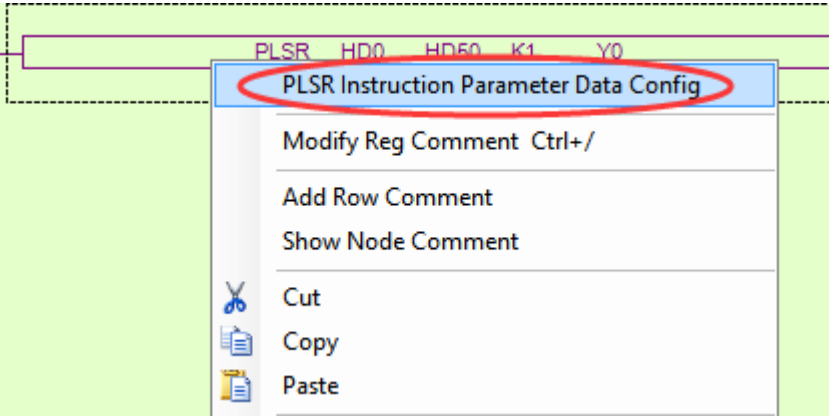 PLSR HD0 HD50 K1 Y0
PLSR Instruction Parameter Data Config
Modify Reg Comment Ctrl+/
Add Row Comment
Show Node Comment
Cut
Copy
Paste